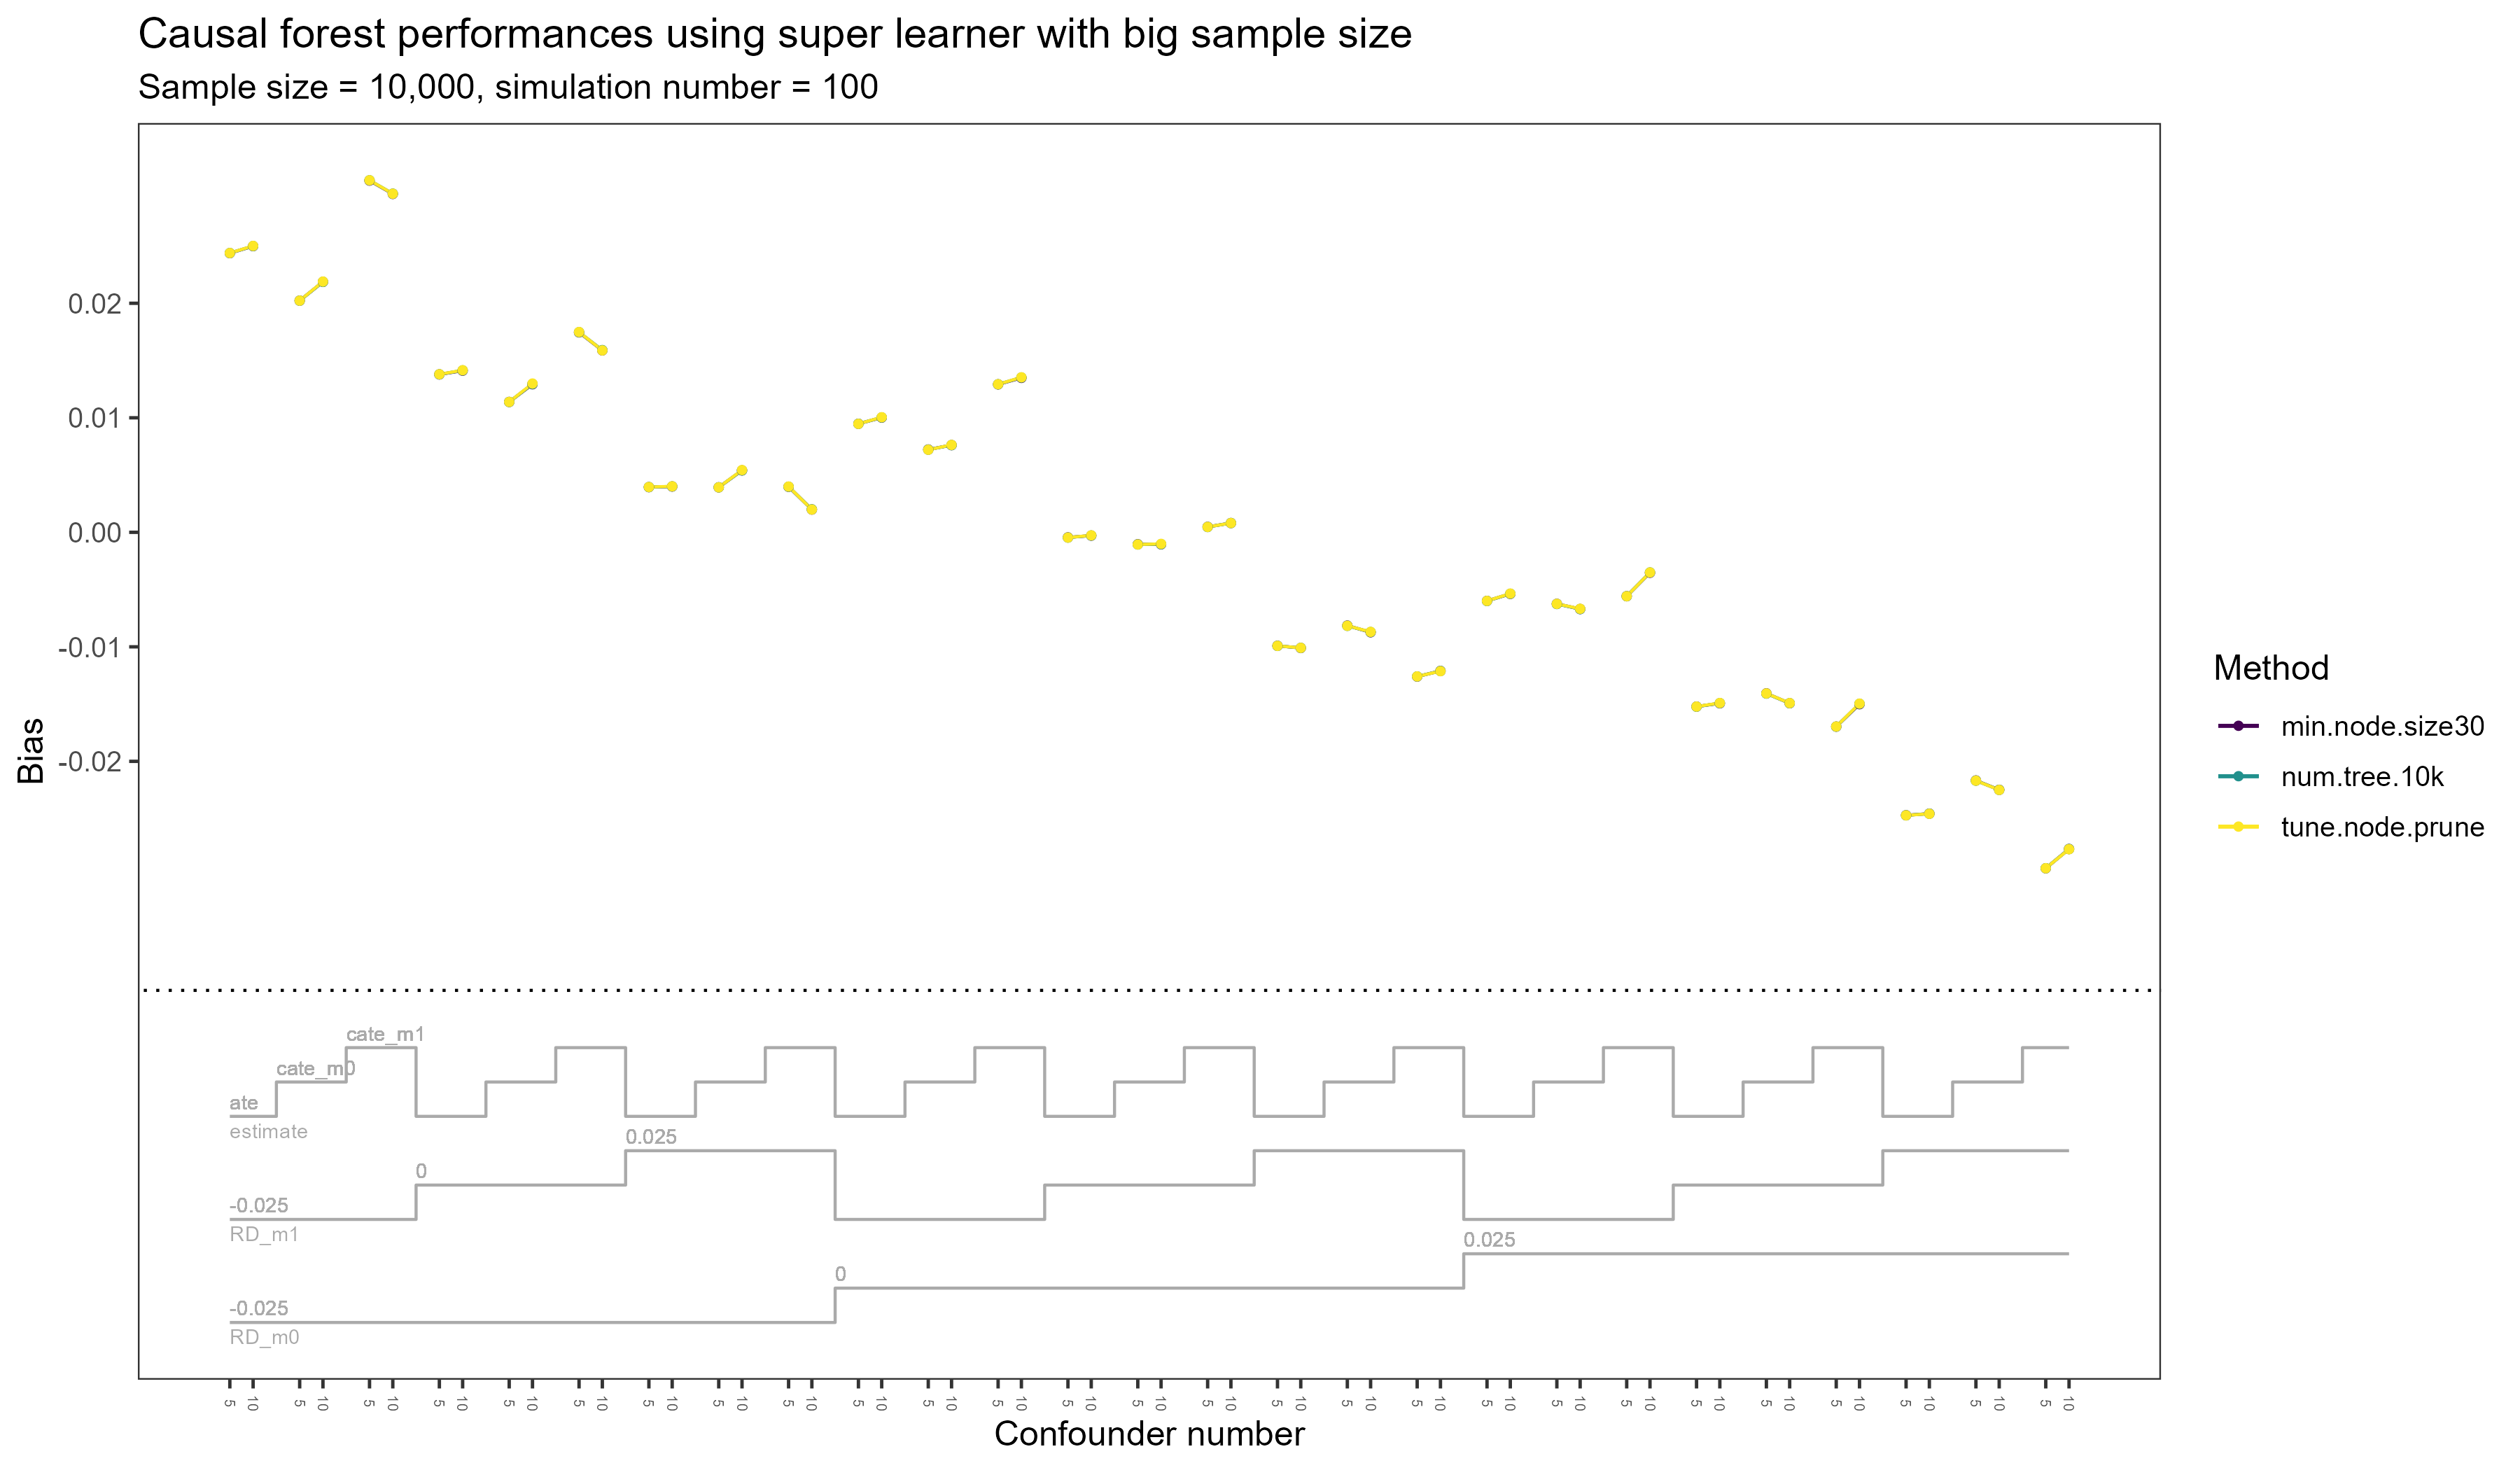 Causal forest performances using super learner with big sample size
Sample size = 10,000, simulation number = 100
0.02
0.01
0.00
-0.01
-0.02
Bias
cate_m1
cate_m0
ate
estimate
0.025
0
-0.025
RD_m1
0.025
0
-0.025
RD_m0
5 10 5 10 5 10 5 10 5 10 5 10 5 10 5 10 5 10 5 10 5 10 5 10 5 10 5 10 5 10 5 10 5 10 5 10 5 10 5 10 5 10 5 10 5 10 5 10 5 10 5 10 5 10
Confounder number
Method
min.node.size30
num.tree.10k
tune.node.prune